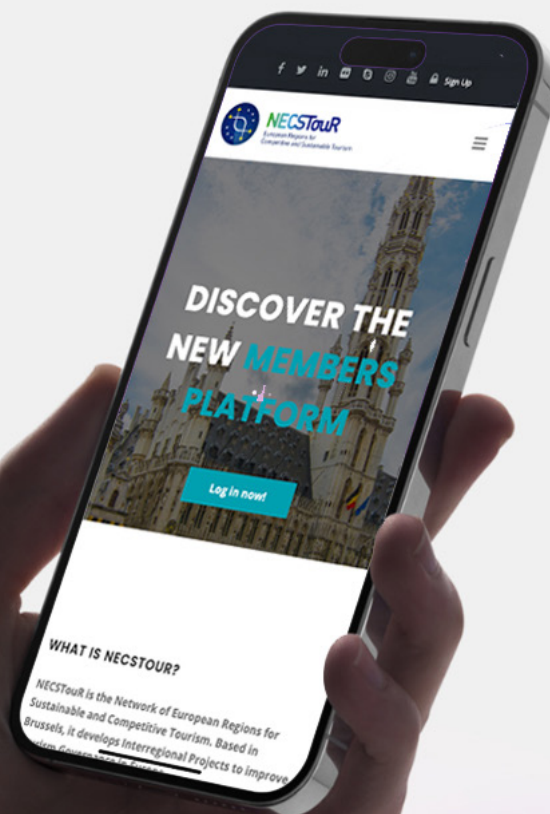 Sign Up
NECSTouR
European Regions for
Competitive and Sustainable Tourism
DISCOVER THE
NEW MEMBERS
PLATFORM
Log in now!
WHAT IS NECSTOUR?
NECSTouR is the Network of European Regions for
Sustainable and Competitive Tourism. Based in
Brussels, it develops Interregional Projects to improve